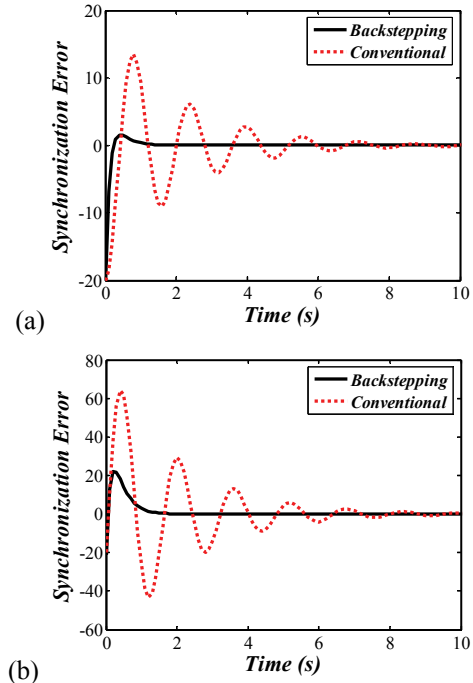 20
10
0
-10
-20
Synchronization Error
Backstepping
Conventional
0 2 4 6 8 10
Time (s)
(a)
80
60
40
20
0
-20
-40
-60
Synchronization Error
Backstepping
Conventional
0 2 4 6 8 10
Time (s)
(b)